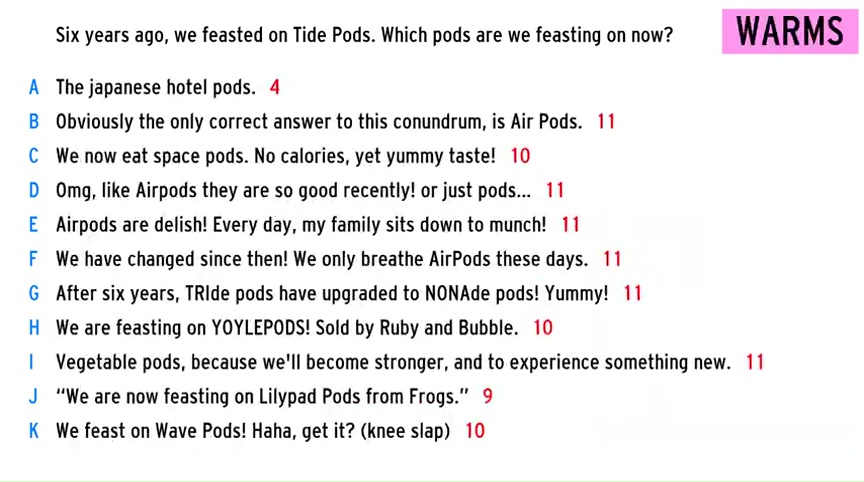 Six years ago, we feasted on Tide Pods. Which pods are we feasting on now?
WARMS
A The japanese hotel pods. 4
B Obviously the only correct answer to this conundrum, is Air Pods. 11
C We now eat space pods. No calories, yet yummy taste! 10
D Omg, like Airpods they are so good recently! or just pods... 11
E Airpods are delish! Every day, my family sits down to munch! 11
F We have changed since then! We only breathe AirPods these days. 11
G After six years, TRIde pods have upgraded to NONAde pods! Yummy! 11
H We are feasting on YOYLEPODS! Sold by Ruby and Bubble. 10
I Vegetable pods, because we'll become stronger, and to experience something new. 11
J “We are now feasting on Lilypad Pods from Frogs.” 9
K We feast on Wave Pods! Haha, get it? (knee slap) 10